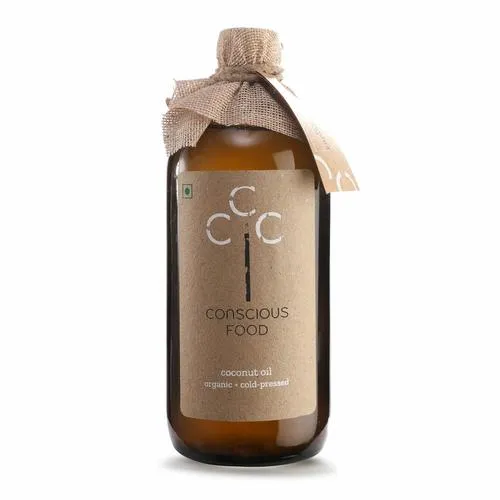 C
C C
CONSCIOUS
FOOD
coconut oil
organic + cold-pressed